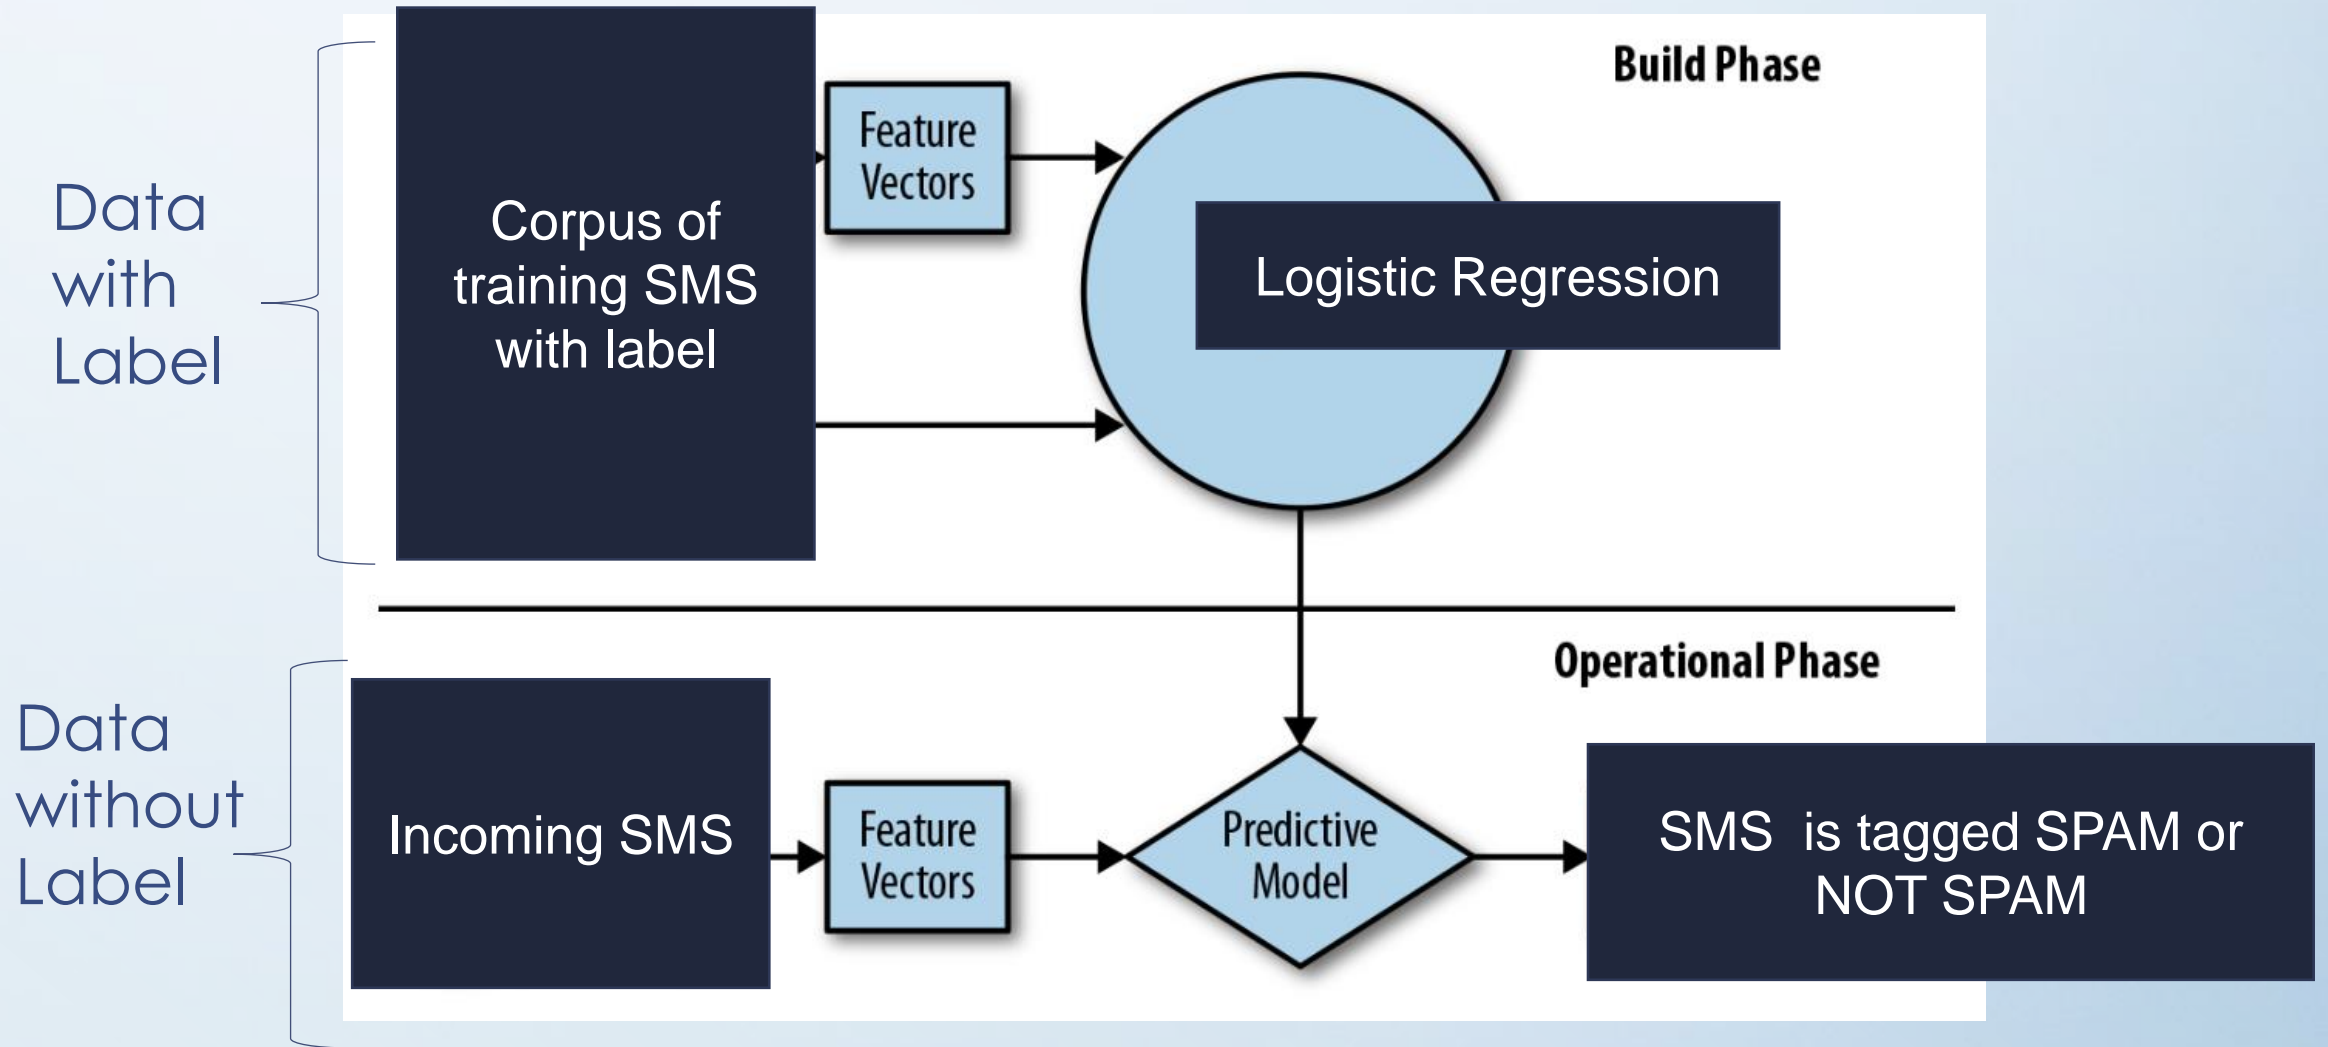 Build Phase
Data
with
Label
Corpus of
training SMS
with label
Feature
Vectors
Logistic Regression
Operational Phase
Data
without
Label
Incoming SMS
Feature
Vectors
Predictive
Model
SMS  is tagged SPAM or
NOT SPAM